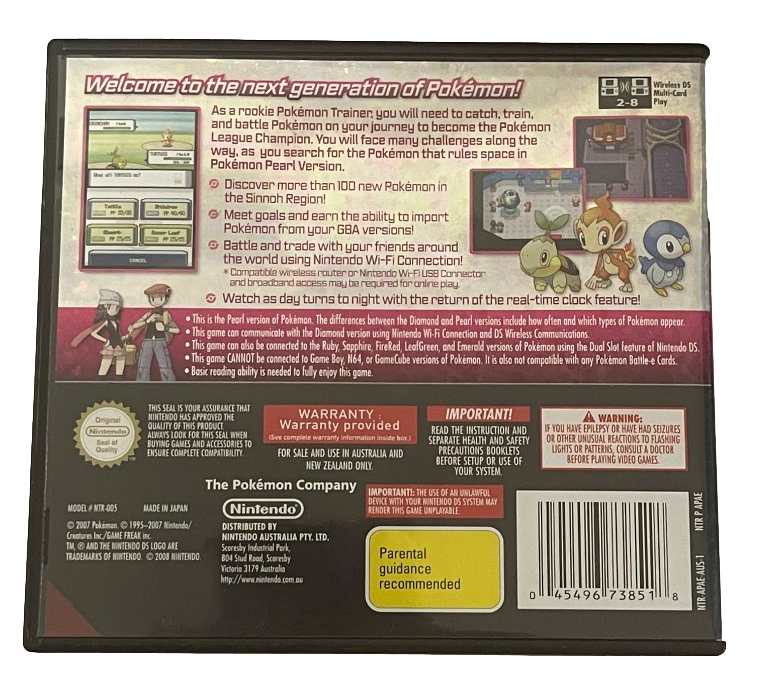 Welcome to the next generation of Pokémon!
Wireless DS
Multi-Card
Play
2-8
As a rookie Pokémon Trainer, you will need to catch, train,
and battle Pokémon on your journey to become the Pokémon
League Champion. You will face many challenges along the
way, as you search for the Pokémon that rules space in
Pokémon Pearl Version.
Discover more than 100 new Pokémon in
the Sinnoh Region!
Meet goals and earn the ability to import
Pokémon from your GBA versions!
Battle and trade with your friends around
the world using Nintendo Wi-Fi Connection!
* Compatible wireless router or Nintendo Wi-Fi USB Connector
and broadband access may be required for online play.
Watch as day turns to night with the return of the real-time clock feature!
CANCEL
• This is the Pearl version of Pokémon. The differences between the Diamond and Pearl versions include how often and which types of Pokémon appear.
• This game can communicate with the Diamond version using Nintendo Wi-Fi Connection and DS Wireless Communications.
• This game can also be connected to the Ruby, Sapphire, FireRed, LeafGreen, and Emerald versions of Pokémon using the Dual Slot feature of Nintendo DS.
• This game CANNOT be connected to Game Boy, N64, or GameCube versions of Pokémon. It is also not compatible with any Pokémon Battle-e Cards.
• Basic reading ability is needed to fully enjoy this game.
Original
Nintendo
Seal of
Quality
THIS SEAL IS YOUR ASSURANCE THAT
NINTENDO HAS APPROVED THE
QUALITY OF THIS PRODUCT.
ALWAYS LOOK FOR THIS SEAL WHEN
BUYING GAMES AND ACCESSORIES TO
ENSURE COMPLETE COMPATIBILITY.
WARRANTY :
Warranty provided
(See complete warranty information inside box.)
FOR SALE AND USE IN AUSTRALIA AND
NEW ZEALAND ONLY.
IMPORTANT!
READ THE INSTRUCTION AND
SEPARATE HEALTH AND SAFETY
PRECAUTIONS BOOKLETS
BEFORE SETUP OR USE OF
YOUR SYSTEM.
WARNING:
IF YOU HAVE EPILEPSY OR HAVE HAD SEIZURES
OR OTHER UNUSUAL REACTIONS TO FLASHING
LIGHTS OR PATTERNS, CONSULT A DOCTOR
BEFORE PLAYING VIDEO GAMES.
The Pokémon Company
MODEL # NTR-005 MADE IN JAPAN
© 2007 Pokémon. © 1995–2007 Nintendo/
Creatures Inc./GAME FREAK inc.
TM, ® AND THE NINTENDO DS LOGO ARE
TRADEMARKS OF NINTENDO. © 2008 NINTENDO.
Nintendo
DISTRIBUTED BY
NINTENDO AUSTRALIA PTY. LTD.
Scoresby Industrial Park,
804 Stud Road, Scoresby
Victoria 3179 Australia
http://www.nintendo.com.au
IMPORTANT: THE USE OF AN UNLAWFUL
DEVICE WITH YOUR NINTENDO DS SYSTEM MAY
RENDER THIS GAME UNPLAYABLE.
Parental
guidance
recommended
0 45496 73851 8
NTR-APAE-AUS-1 NTR P APAE